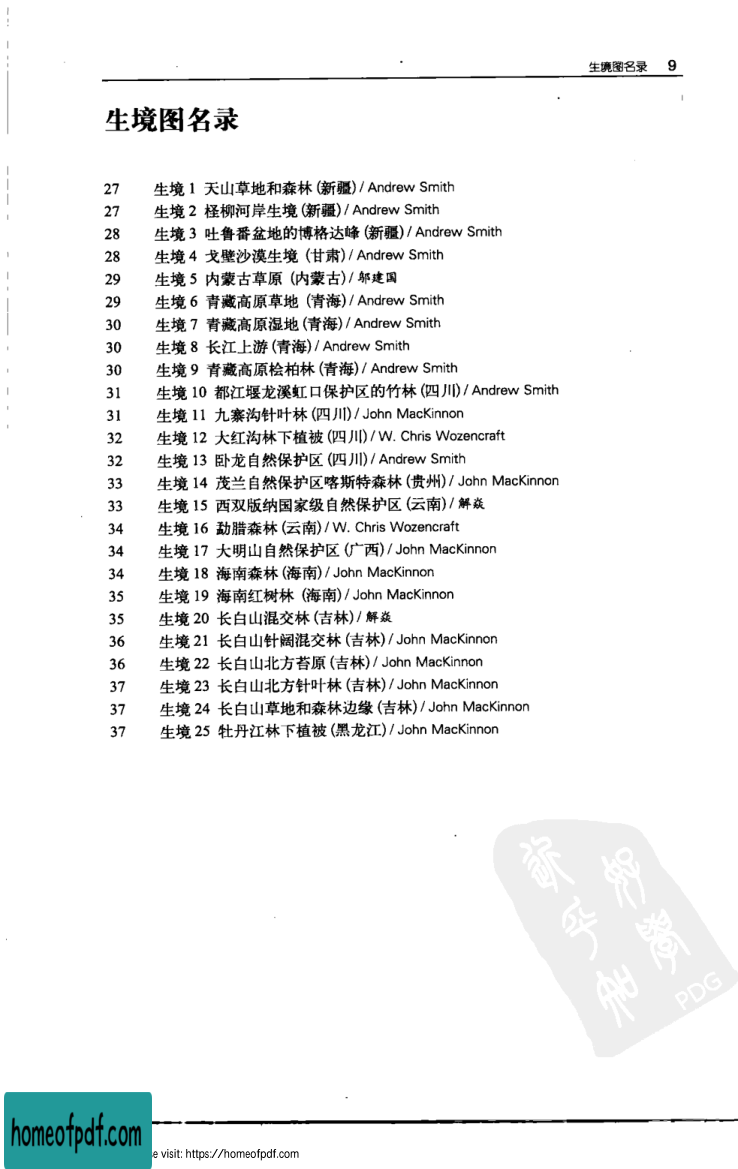 生境图名录 9
生境图名录
27 生境 1 天山草地和森林 (新疆) / Andrew Smith
27 生境 2 柽柳河岸生境 (新疆) / Andrew Smith
28 生境 3 吐鲁番盆地的博格达峰 (新疆) / Andrew Smith
28 生境 4 戈壁沙漠生境 (甘肃) / Andrew Smith
29 生境 5 内蒙古草原 (内蒙古) / 邬建国
29 生境 6 青藏高原草地 (青海) / Andrew Smith
30 生境 7 青藏高原湿地 (青海) / Andrew Smith
30 生境 8 长江上游 (青海) / Andrew Smith
30 生境 9 青藏高原桧柏林 (青海) / Andrew Smith
31 生境 10 都江堰龙溪虹口保护区的竹林 (四川) / Andrew Smith
31 生境 11 九寨沟针叶林 (四川) / John MacKinnon
32 生境 12 大红沟林下植被 (四川) / W. Chris Wozencraft
32 生境 13 卧龙自然保护区 (四川) / Andrew Smith
33 生境 14 茂兰自然保护区喀斯特森林 (贵州) / John MacKinnon
33 生境 15 西双版纳国家级自然保护区 (云南) / 解焱
34 生境 16 勐腊森林 (云南) / W. Chris Wozencraft
34 生境 17 大明山自然保护区 (广西) / John MacKinnon
34 生境 18 海南森林 (海南) / John MacKinnon
35 生境 19 海南红树林 (海南) / John MacKinnon
35 生境 20 长白山混交林 (吉林) / 解焱
36 生境 21 长白山针阔混交林 (吉林) / John MacKinnon
36 生境 22 长白山北方苔原 (吉林) / John MacKinnon
37 生境 23 长白山北方针叶林 (吉林) / John MacKinnon
37 生境 24 长白山草地和森林边缘 (吉林) / John MacKinnon
37 生境 25 牡丹江林下植被 (黑龙江) / John MacKinnon
PDG
homeofpdf.com
e visit: https://homeofpdf.com